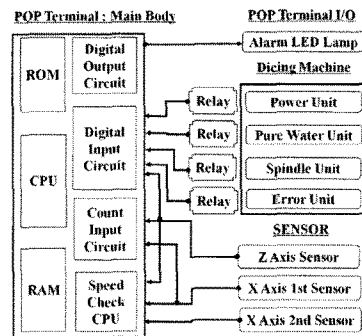 POP Terminal : Main Body
POP Terminal I/O
ROM
Digital
Output
Circuit
Alarm LED Lamp
Dicing Machine
Relay
Power Unit
CPU
Digital
Input
Circuit
Relay
Pure Water Unit
Relay
Spindle Unit
Relay
Error Unit
Count
Input
Circuit
SENSOR
Z Axis Sensor
RAM
Speed
Check
CPU
X Axis 1st Sensor
X Axis 2nd Sensor